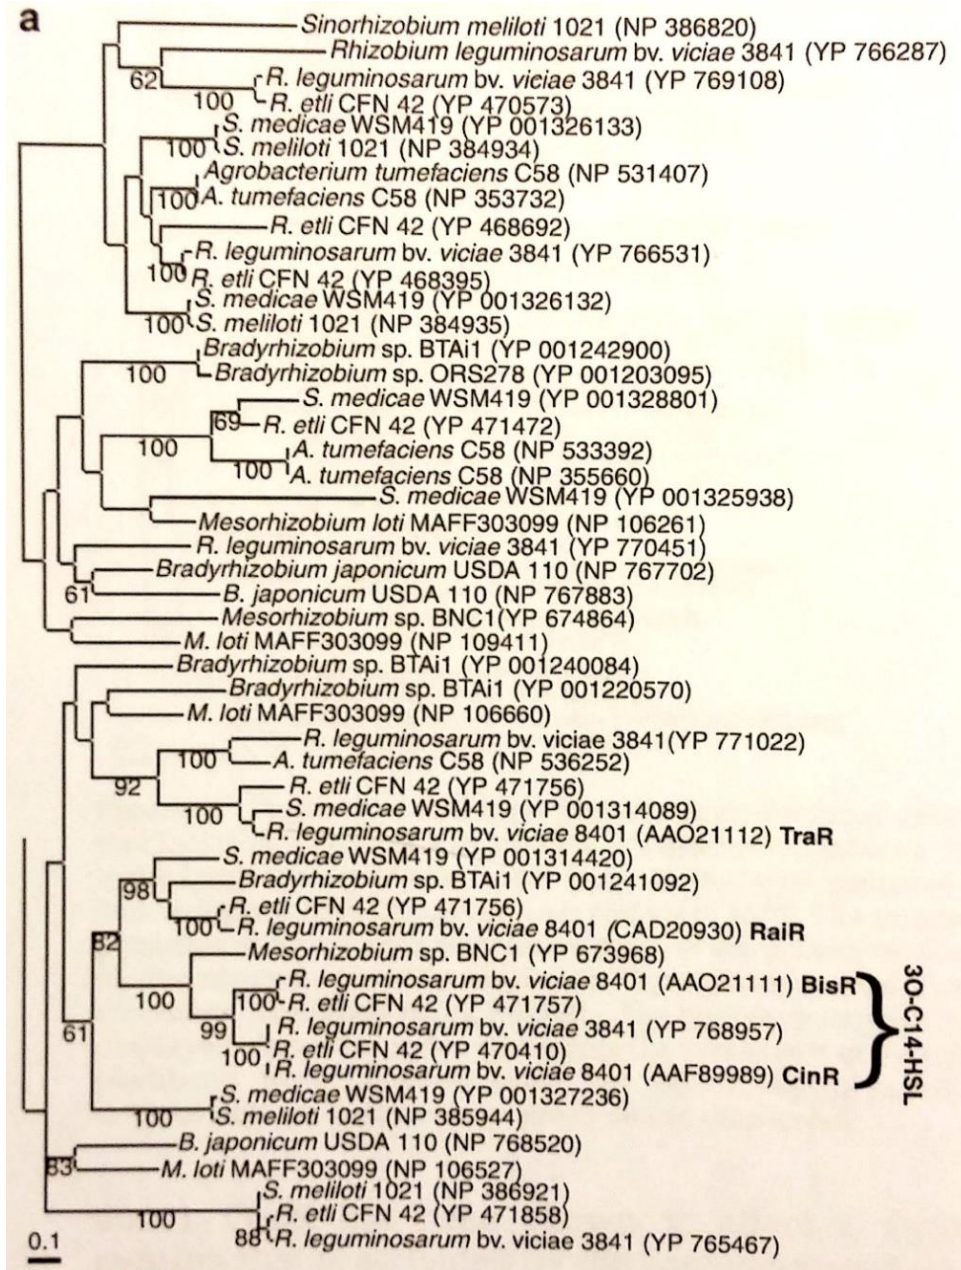 a
Sinorhizobium meliloti 1021 (NP 386820)
Rhizobium leguminosarum bv. viciae 3841 (YP 766287)
62
R. leguminosarum bv. viciae 3841 (YP 769108)
100
R. etli CFN 42 (YP 470573)
S. medicae WSM419 (YP 001326133)
100
S. meliloti 1021 (NP 384934)
Agrobacterium tumefaciens C58 (NP 531407)
100
A. tumefaciens C58 (NP 353732)
R. etli CFN 42 (YP 468692)
R. leguminosarum bv. viciae 3841 (YP 766531)
100
R. etli CFN 42 (YP 468395)
S. medicae WSM419 (YP 001326132)
100
S. meliloti 1021 (NP 384935)
Bradyrhizobium sp. BTAi1 (YP 001242900)
100
Bradyrhizobium sp. ORS278 (YP 001203095)
S. medicae WSM419 (YP 001328801)
69
R. etli CFN 42 (YP 471472)
100
A. tumefaciens C58 (NP 533392)
100
A. tumefaciens C58 (NP 355660)
S. medicae WSM419 (YP 001325938)
Mesorhizobium loti MAFF303099 (NP 106261)
R. leguminosarum bv. viciae 3841 (YP 770451)
Bradyrhizobium japonicum USDA 110 (NP 767702)
61
B. japonicum USDA 110 (NP 767883)
Mesorhizobium sp. BNC1(YP 674864)
M. loti MAFF303099 (NP 109411)
Bradyrhizobium sp. BTAi1 (YP 001240084)
Bradyrhizobium sp. BTAi1 (YP 001220570)
M. loti MAFF303099 (NP 106660)
R. leguminosarum bv. viciae 3841(YP 771022)
100
A. tumefaciens C58 (NP 536252)
92
R. etli CFN 42 (YP 471756)
100
S. medicae WSM419 (YP 001314089)
R. leguminosarum bv. viciae 8401 (AAO21112) TraR
S. medicae WSM419 (YP 001314420)
98
Bradyrhizobium sp. BTAi1 (YP 001241092)
R. etli CFN 42 (YP 471756)
100
R. leguminosarum bv. viciae 8401 (CAD20930) RaiR
82
Mesorhizobium sp. BNC1 (YP 673968)
R. leguminosarum bv. viciae 8401 (AAO21111) BisR
100
100
R. etli CFN 42 (YP 471757)
61
99
R. leguminosarum bv. viciae 3841 (YP 768957)
100
R. etli CFN 42 (YP 470410)
R. leguminosarum bv. viciae 8401 (AAF89989) CinR
3O-C14-HSL
S. medicae WSM419 (YP 001327236)
100
S. meliloti 1021 (NP 385944)
B. japonicum USDA 110 (NP 768520)
83
M. loti MAFF303099 (NP 106527)
S. meliloti 1021 (NP 386921)
100
R. etli CFN 42 (YP 471858)
88
R. leguminosarum bv. viciae 3841 (YP 765467)
0.1